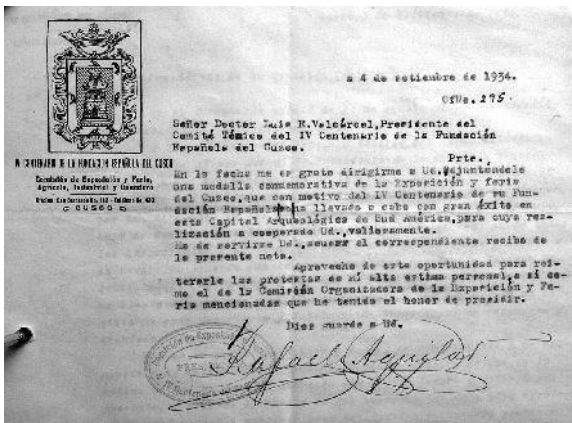 a 4 de setiembre de 1934.
Ofno. 295
Señor Doctor Luis E. Valcárcel, Presidente del
Comité Técnico del IV Centenario de la Fundación
Española del Cusco.
Prte.
IV CENTENARIO DE LA FUNDACION ESPAÑOLA DEL CUSCO
Comisión de Exposición y Feria,
Agrícola, Industrial y Ganadera
CUSCO
En la fecha me es grato dirigirme a Ud. adjuntándole
una medalla conmemorativa de la Exposición y feria
del Cuzco, que con motivo del IV Centenario de su Fun-
dación Española, se ha llevado a cabo con gran éxito en
esta Capital Arqueológica de Sud América, para cuya rea-
lización a cooperado Ud., valiosamente.
Ha de servirse Ud., acusar el correspondiente recibo de
la presente nota.
Aprovecho de esta oportunidad para rei-
terarle las protestas de mi alta estima personal, a sí co-
mo el de la Comisión Organizadora de la Exposición y Fe-
ria mencionadas que he tenido el honor de presidir.
Dios guarde a Ud.
Rafael Aguilar